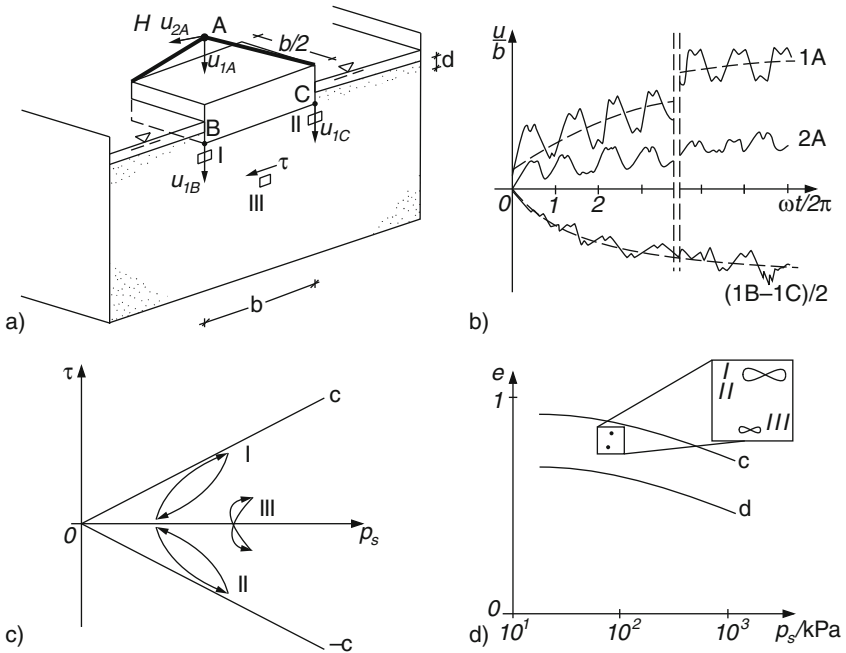 H u2A A
b/2
u1A
d
C
B
II u1C
I
u1B
τ
III
b
a)
u
b
1A
2A
0 1 2 ωt/2π
(1B–1C)/2
b)
τ
c
I
III
0
ps
II
–c
c)
e
1
I
II
III
c
d
0
10¹ 10² 10³ ps/kPa
d)